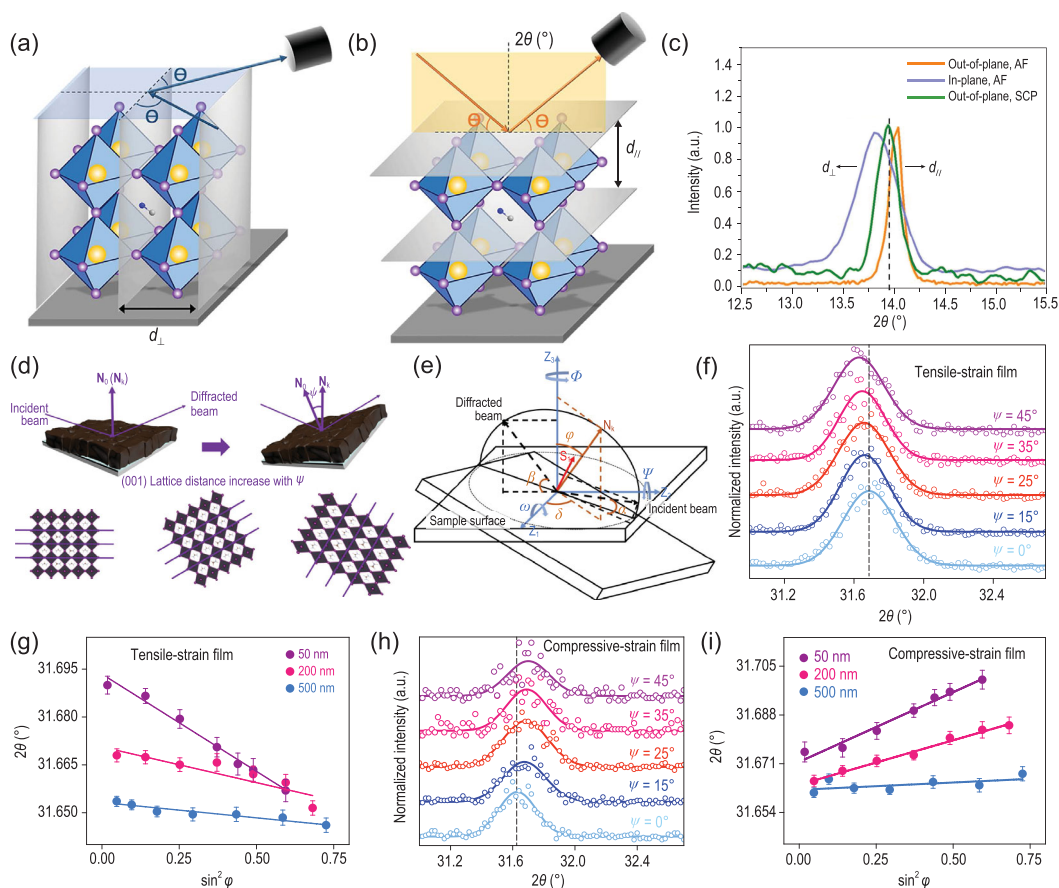 (a)
Θ
Θ
d⊥
(b)
2θ (°)
Θ
Θ
d//
(c)
Out-of-plane, AF
In-plane, AF
Out-of-plane, SCP
d⊥
d//
Intensity (a.u.)
1.4
1.2
1.0
0.8
0.6
0.4
0.2
0.0
12.5 13.0 13.5 14.0 14.5 15.0 15.5
2θ (°)
(d)
N₀ (Nₖ)
Incident
beam
Diffracted
beam
N₀ ψ Nₖ
(001) Lattice distance increase with Ψ
(e)
Z₃
Φ
Diffracted
beam
Nₖ
φ
β
Ψ
ω
δ
Z₁
Incident beam
Sample surface
(f)
Tensile-strain film
ψ = 45°
ψ = 35°
ψ = 25°
ψ = 15°
ψ = 0°
Normalized intensity (a.u.)
31.2 31.6 32.0 32.4
2θ (°)
(g)
Tensile-strain film
50 nm
200 nm
500 nm
2θ (°)
31.695
31.680
31.665
31.650
0.00 0.25 0.50 0.75
sin² φ
(h)
Compressive-strain film
ψ = 45°
ψ = 35°
ψ = 25°
ψ = 15°
ψ = 0°
Normalized intensity (a.u.)
31.2 31.6 32.0 32.4
2θ (°)
(i)
50 nm
200 nm
500 nm
Compressive-strain film
2θ (°)
31.705
31.688
31.671
31.654
0.00 0.25 0.50 0.75
sin² φ